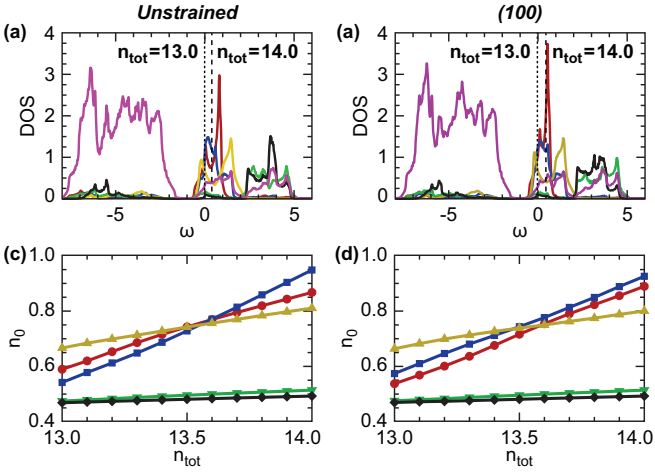 Unstrained
(100)
(a)
n_tot=13.0
n_tot=14.0
DOS
4
3
2
1
0
-5
0
5
ω
(a)
n_tot=13.0
n_tot=14.0
DOS
4
3
2
1
0
-5
0
5
ω
(c)
n_0
1.0
0.8
0.6
0.4
13.0
13.5
14.0
n_tot
(d)
n_0
1.0
0.8
0.6
0.4
13.0
13.5
14.0
n_tot